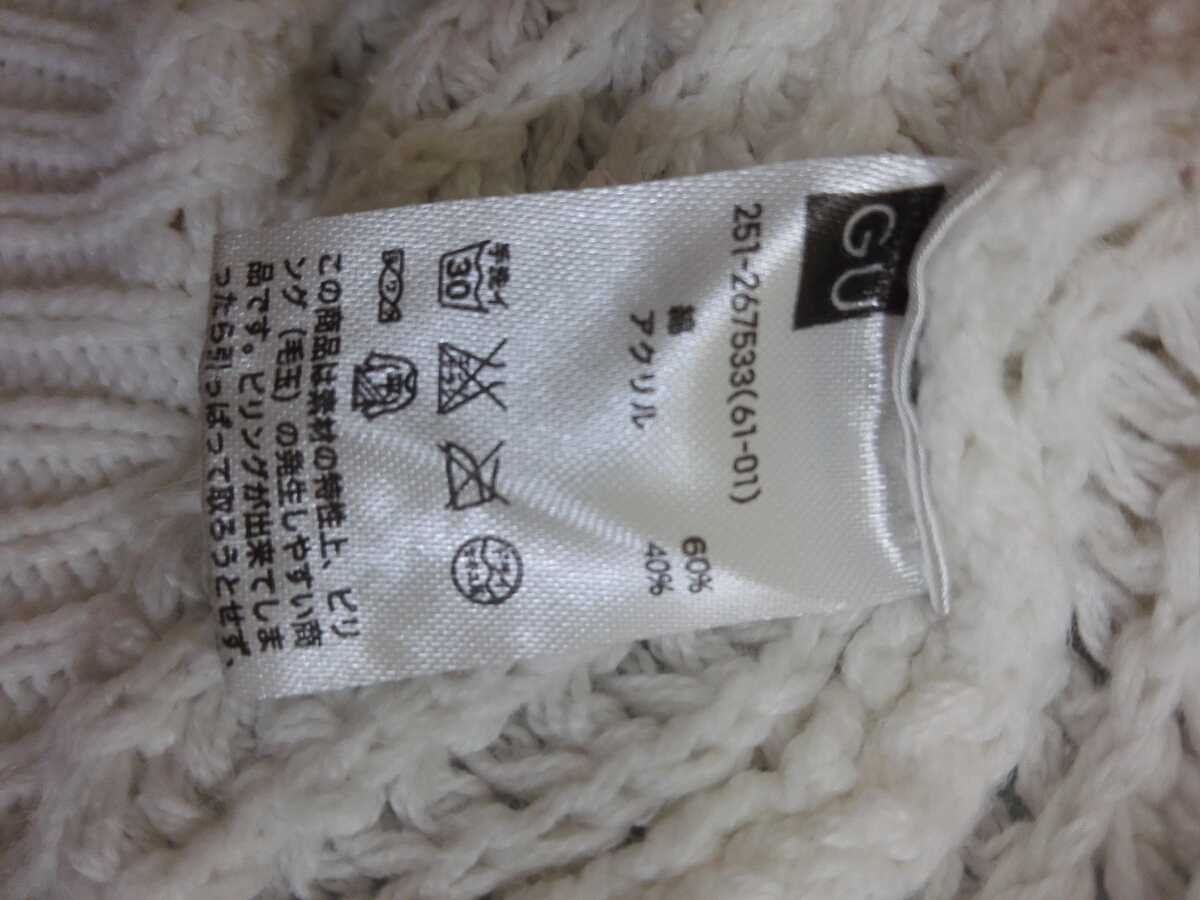 GU
251-267533(61-01)
綿 60%
アクリル 40%
手洗イ
30
ドライ
この商品は素材の特性上、ピリ
ング（毛玉）の発生しやすい商
品です。ピリングが出来てしま
ったら引っぱって取ろうとせず、